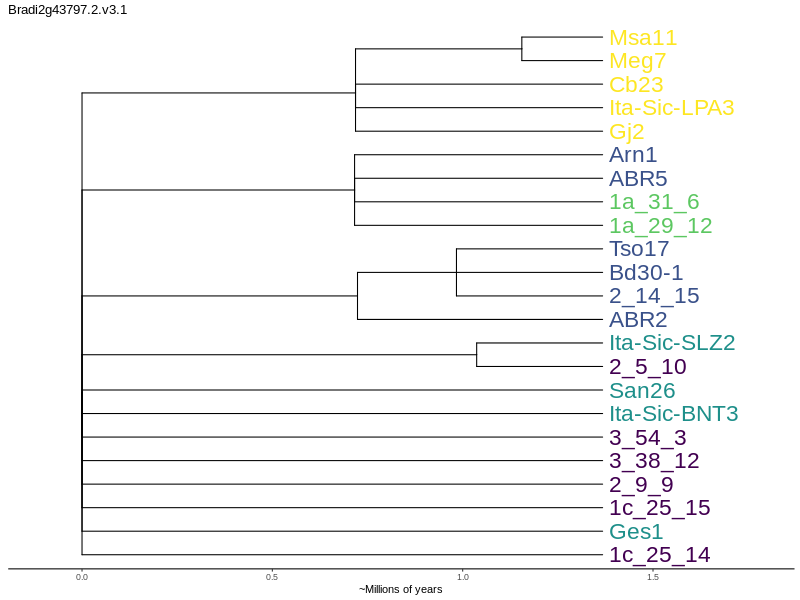 Bradi2g43797.2.v3.1
Msa11
Meg7
Cb23
Ita-Sic-LPA3
Gj2
Arn1
ABR5
1a_31_6
1a_29_12
Tso17
Bd30-1
2_14_15
ABR2
Ita-Sic-SLZ2
2_5_10
San26
Ita-Sic-BNT3
3_54_3
3_38_12
2_9_9
1c_25_15
Ges1
1c_25_14
0.0 0.5 1.0 1.5
~Millions of years